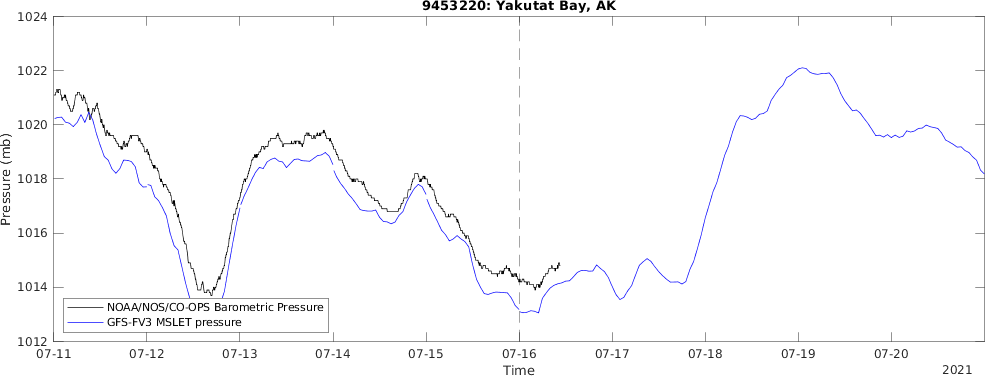 9453220: Yakutat Bay, AK
Pressure (mb)
1024
1022
1020
1018
1016
1014
1012
NOAA/NOS/CO-OPS Barometric Pressure
GFS-FV3 MSLET pressure
07-11 07-12 07-13 07-14 07-15 07-16 07-17 07-18 07-19 07-20
Time
2021